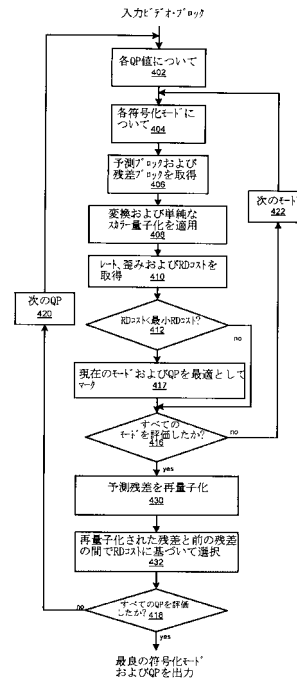 入力ビデオ・ブロック
各QP値について
402
各符号化モードに
ついて
404
予測ブロックおよび
残差ブロックを取得
406
変換および単純な
スカラー量子化を適用
408
レート、歪みおよびRDコストを
取得
410
RDコスト<最小RDコスト?
412
no
現在のモードおよびQPを最適として
マーク
417
すべての
モードを評価したか?
416
no
yes
次のモード
422
次のQP
420
予測残差を再量子化
430
再量子化された残差と前の残差
の間でRDコストに基づいて選択
432
すべてのQPを評価
したか?
418
no
yes
最良の符号化モード
およびQPを出力